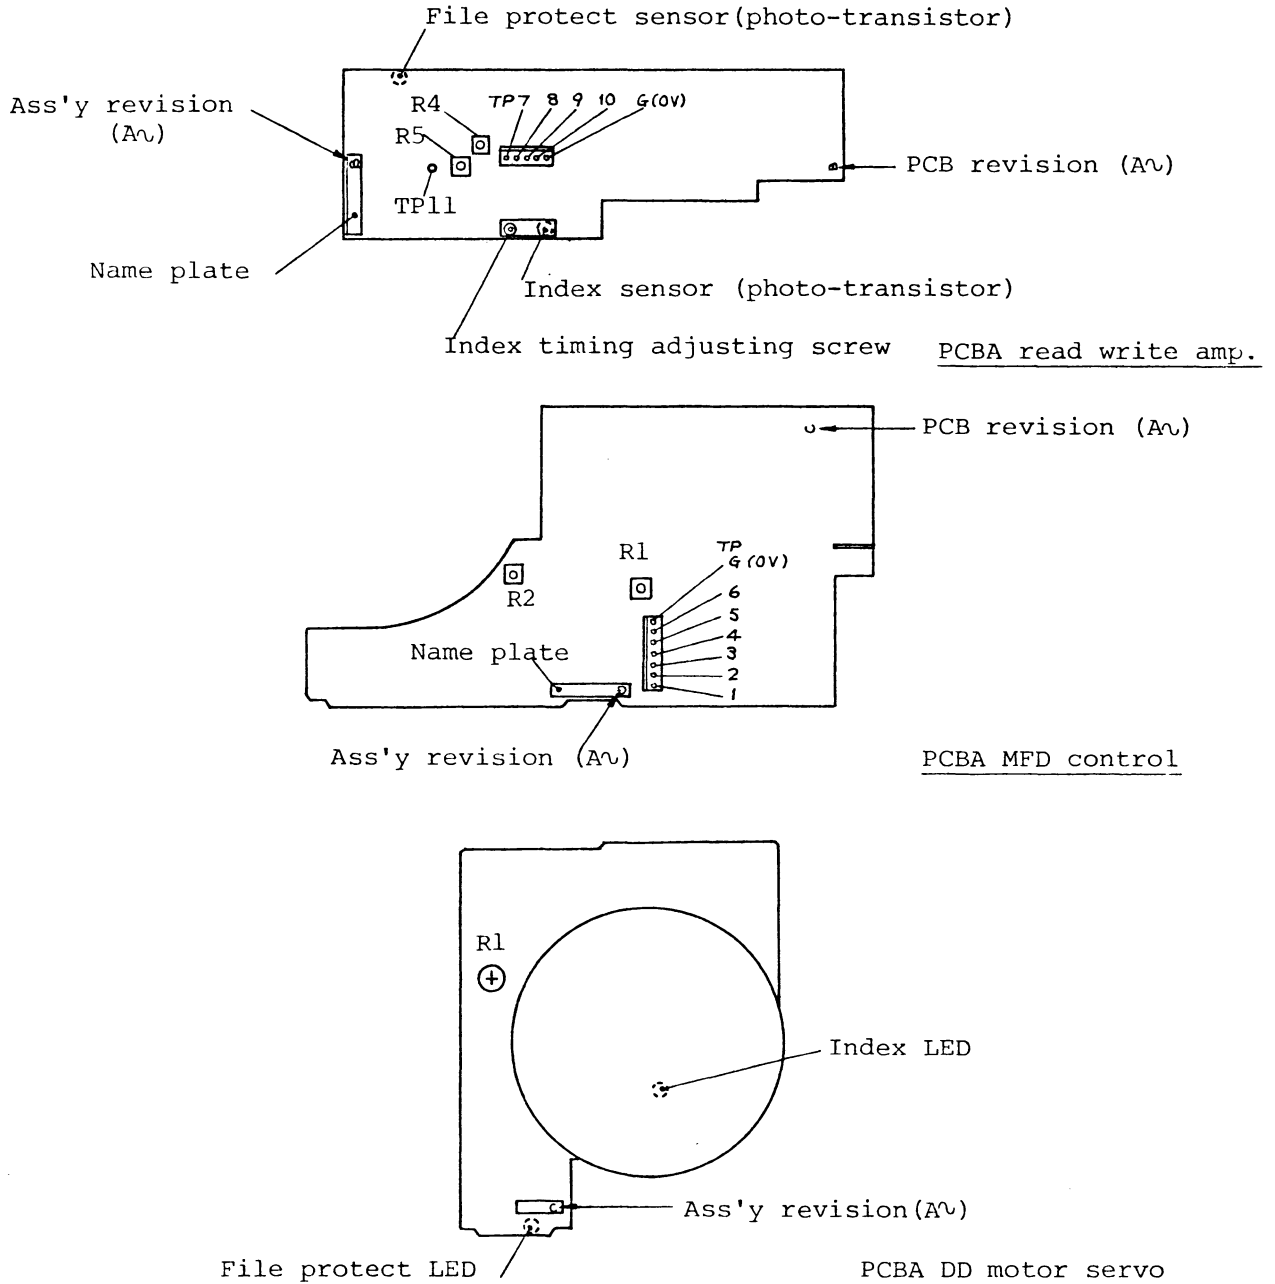 File protect sensor(photo-transistor)
Ass'y revision
(A∿)
R4
TP7 8 9 10 G(0V)
R5
B
B
PCB revision (A∿)
TP11
Name plate
Index sensor (photo-transistor)
Index timing adjusting screw
PCBA read write amp.
C
PCB revision (A∿)
R1
TP
G(0V)
R2
6
5
4
3
2
1
Name plate
Ass'y revision (A∿)
PCBA MFD control
R1
Index LED
C
Ass'y revision(A∿)
File protect LED
PCBA DD motor servo